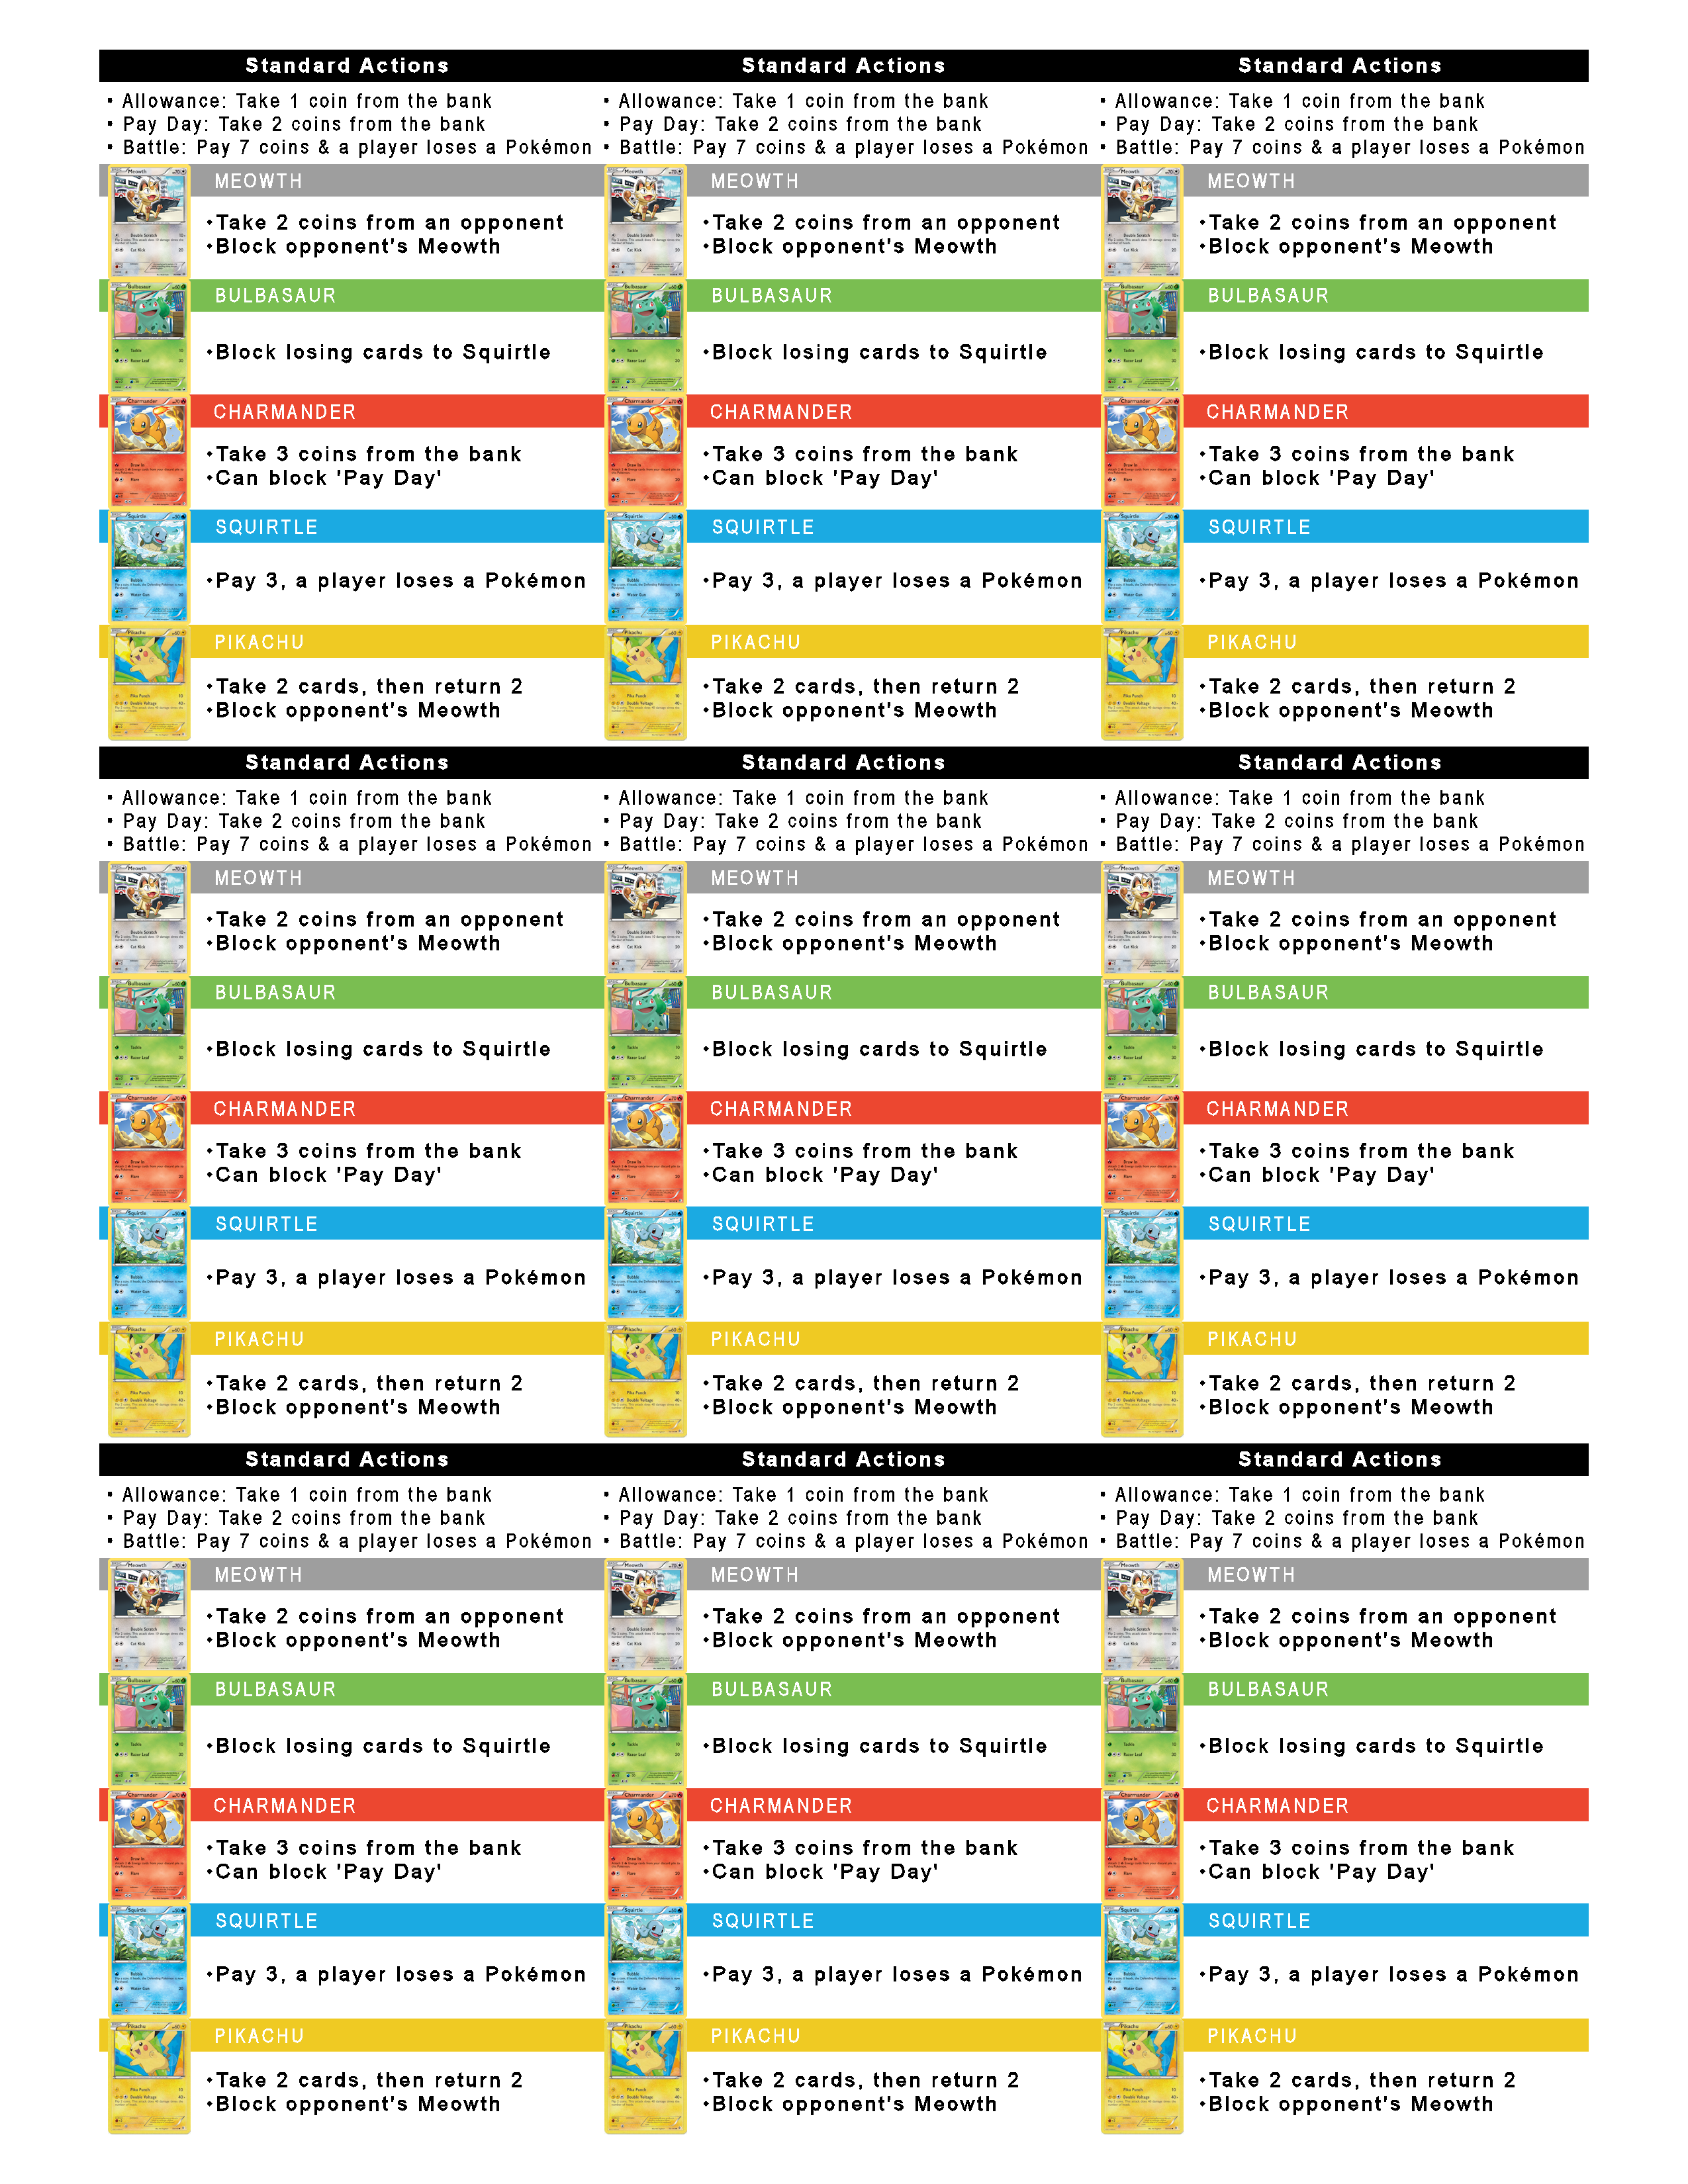 Standard Actions
• Allowance: Take 1 coin from the bank
• Pay Day: Take 2 coins from the bank
• Battle: Pay 7 coins & a player loses a Pokémon
MEOWTH
•Take 2 coins from an opponent
•Block opponent's Meowth
BULBASAUR
•Block losing cards to Squirtle
CHARMANDER
•Take 3 coins from the bank
•Can block 'Pay Day'
SQUIRTLE
•Pay 3, a player loses a Pokémon
PIKACHU
•Take 2 cards, then return 2
•Block opponent's Meowth
Standard Actions
• Allowance: Take 1 coin from the bank
• Pay Day: Take 2 coins from the bank
• Battle: Pay 7 coins & a player loses a Pokémon
MEOWTH
•Take 2 coins from an opponent
•Block opponent's Meowth
BULBASAUR
•Block losing cards to Squirtle
CHARMANDER
•Take 3 coins from the bank
•Can block 'Pay Day'
SQUIRTLE
•Pay 3, a player loses a Pokémon
PIKACHU
•Take 2 cards, then return 2
•Block opponent's Meowth
Standard Actions
• Allowance: Take 1 coin from the bank
• Pay Day: Take 2 coins from the bank
• Battle: Pay 7 coins & a player loses a Pokémon
MEOWTH
•Take 2 coins from an opponent
•Block opponent's Meowth
BULBASAUR
•Block losing cards to Squirtle
CHARMANDER
•Take 3 coins from the bank
•Can block 'Pay Day'
SQUIRTLE
•Pay 3, a player loses a Pokémon
PIKACHU
•Take 2 cards, then return 2
•Block opponent's Meowth
Standard Actions
• Allowance: Take 1 coin from the bank
• Pay Day: Take 2 coins from the bank
• Battle: Pay 7 coins & a player loses a Pokémon
MEOWTH
•Take 2 coins from an opponent
•Block opponent's Meowth
BULBASAUR
•Block losing cards to Squirtle
CHARMANDER
•Take 3 coins from the bank
•Can block 'Pay Day'
SQUIRTLE
•Pay 3, a player loses a Pokémon
PIKACHU
•Take 2 cards, then return 2
•Block opponent's Meowth
Standard Actions
• Allowance: Take 1 coin from the bank
• Pay Day: Take 2 coins from the bank
• Battle: Pay 7 coins & a player loses a Pokémon
MEOWTH
•Take 2 coins from an opponent
•Block opponent's Meowth
BULBASAUR
•Block losing cards to Squirtle
CHARMANDER
•Take 3 coins from the bank
•Can block 'Pay Day'
SQUIRTLE
•Pay 3, a player loses a Pokémon
PIKACHU
•Take 2 cards, then return 2
•Block opponent's Meowth
Standard Actions
• Allowance: Take 1 coin from the bank
• Pay Day: Take 2 coins from the bank
• Battle: Pay 7 coins & a player loses a Pokémon
MEOWTH
•Take 2 coins from an opponent
•Block opponent's Meowth
BULBASAUR
•Block losing cards to Squirtle
CHARMANDER
•Take 3 coins from the bank
•Can block 'Pay Day'
SQUIRTLE
•Pay 3, a player loses a Pokémon
PIKACHU
•Take 2 cards, then return 2
•Block opponent's Meowth
Standard Actions
• Allowance: Take 1 coin from the bank
• Pay Day: Take 2 coins from the bank
• Battle: Pay 7 coins & a player loses a Pokémon
MEOWTH
•Take 2 coins from an opponent
•Block opponent's Meowth
BULBASAUR
•Block losing cards to Squirtle
CHARMANDER
•Take 3 coins from the bank
•Can block 'Pay Day'
SQUIRTLE
•Pay 3, a player loses a Pokémon
PIKACHU
•Take 2 cards, then return 2
•Block opponent's Meowth
Standard Actions
• Allowance: Take 1 coin from the bank
• Pay Day: Take 2 coins from the bank
• Battle: Pay 7 coins & a player loses a Pokémon
MEOWTH
•Take 2 coins from an opponent
•Block opponent's Meowth
BULBASAUR
•Block losing cards to Squirtle
CHARMANDER
•Take 3 coins from the bank
•Can block 'Pay Day'
SQUIRTLE
•Pay 3, a player loses a Pokémon
PIKACHU
•Take 2 cards, then return 2
•Block opponent's Meowth
Standard Actions
• Allowance: Take 1 coin from the bank
• Pay Day: Take 2 coins from the bank
• Battle: Pay 7 coins & a player loses a Pokémon
MEOWTH
•Take 2 coins from an opponent
•Block opponent's Meowth
BULBASAUR
•Block losing cards to Squirtle
CHARMANDER
•Take 3 coins from the bank
•Can block 'Pay Day'
SQUIRTLE
•Pay 3, a player loses a Pokémon
PIKACHU
•Take 2 cards, then return 2
•Block opponent's Meowth